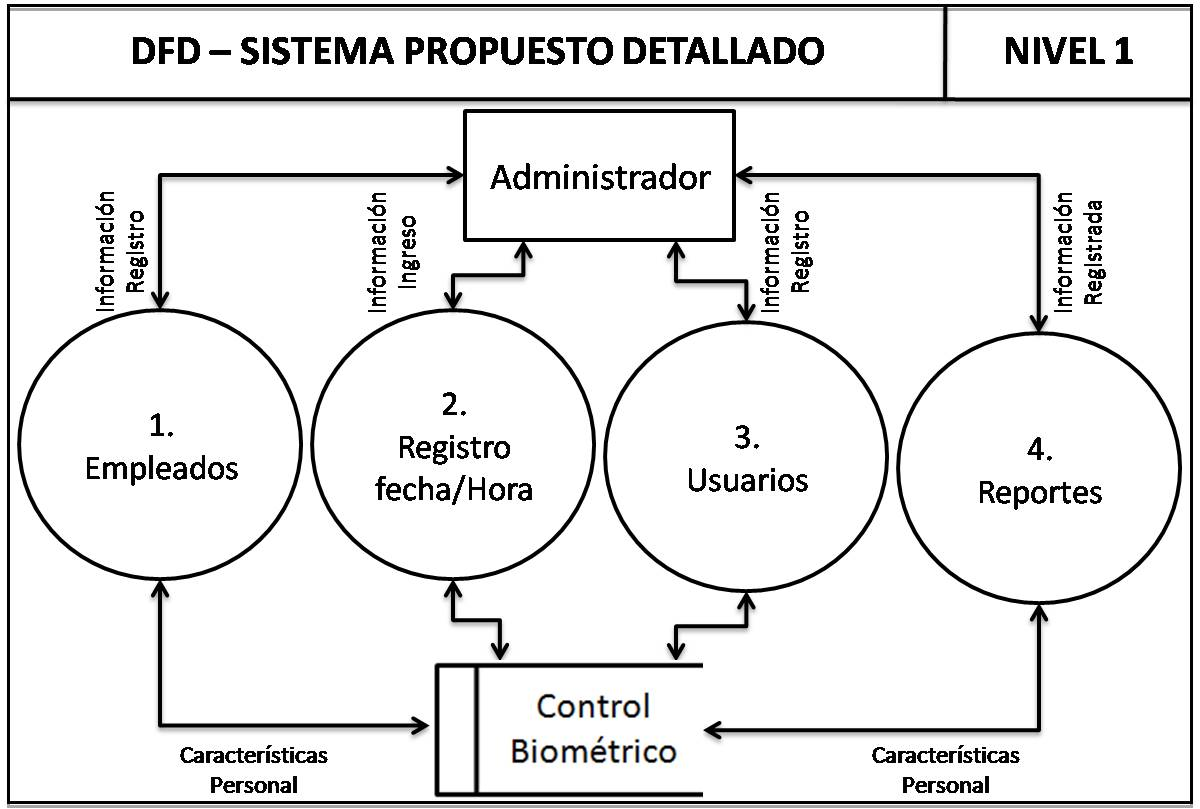 DFD – SISTEMA PROPUESTO DETALLADO
NIVEL 1
Administrador
Información
Registro
Información
Ingreso
Información
Registro
Información
Registrada
1.
Empleados
2.
Registro
fecha/Hora
3.
Usuarios
4.
Reportes
Control
Biométrico
Características
Personal
Características
Personal